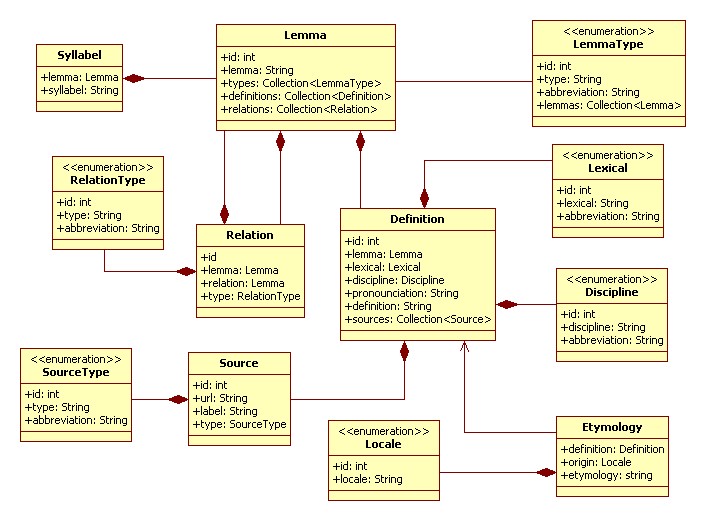 Syllabel
+lemma: Lemma
+syllabel: String
Lemma
+id: int
+lemma: String
+types: Collection<LemmaType>
+definitions: Collection<Definition>
+relations: Collection<Relation>
<<enumeration>>
LemmaType
+id: int
+type: String
+abbreviation: String
+lemmas: Collection<Lemma>
<<enumeration>>
RelationType
+id: int
+type: String
+abbreviation: String
Relation
+id
+lemma: Lemma
+relation: Lemma
+type: RelationType
Definition
+id: int
+lemma: Lemma
+lexical: Lexical
+discipline: Discipline
+pronounciation: String
+definition: String
+sources: Collection<Source>
<<enumeration>>
Lexical
+id: int
+lexical: String
+abbreviation: String
<<enumeration>>
Discipline
+id: int
+discipline: String
+abbreviation: String
<<enumeration>>
SourceType
+id: int
+type: String
+abbreviation: String
Source
+id: int
+url: String
+label: String
+type: SourceType
<<enumeration>>
Locale
+id: int
+locale: String
Etymology
+definition: Definition
+origin: Locale
+etymology: string